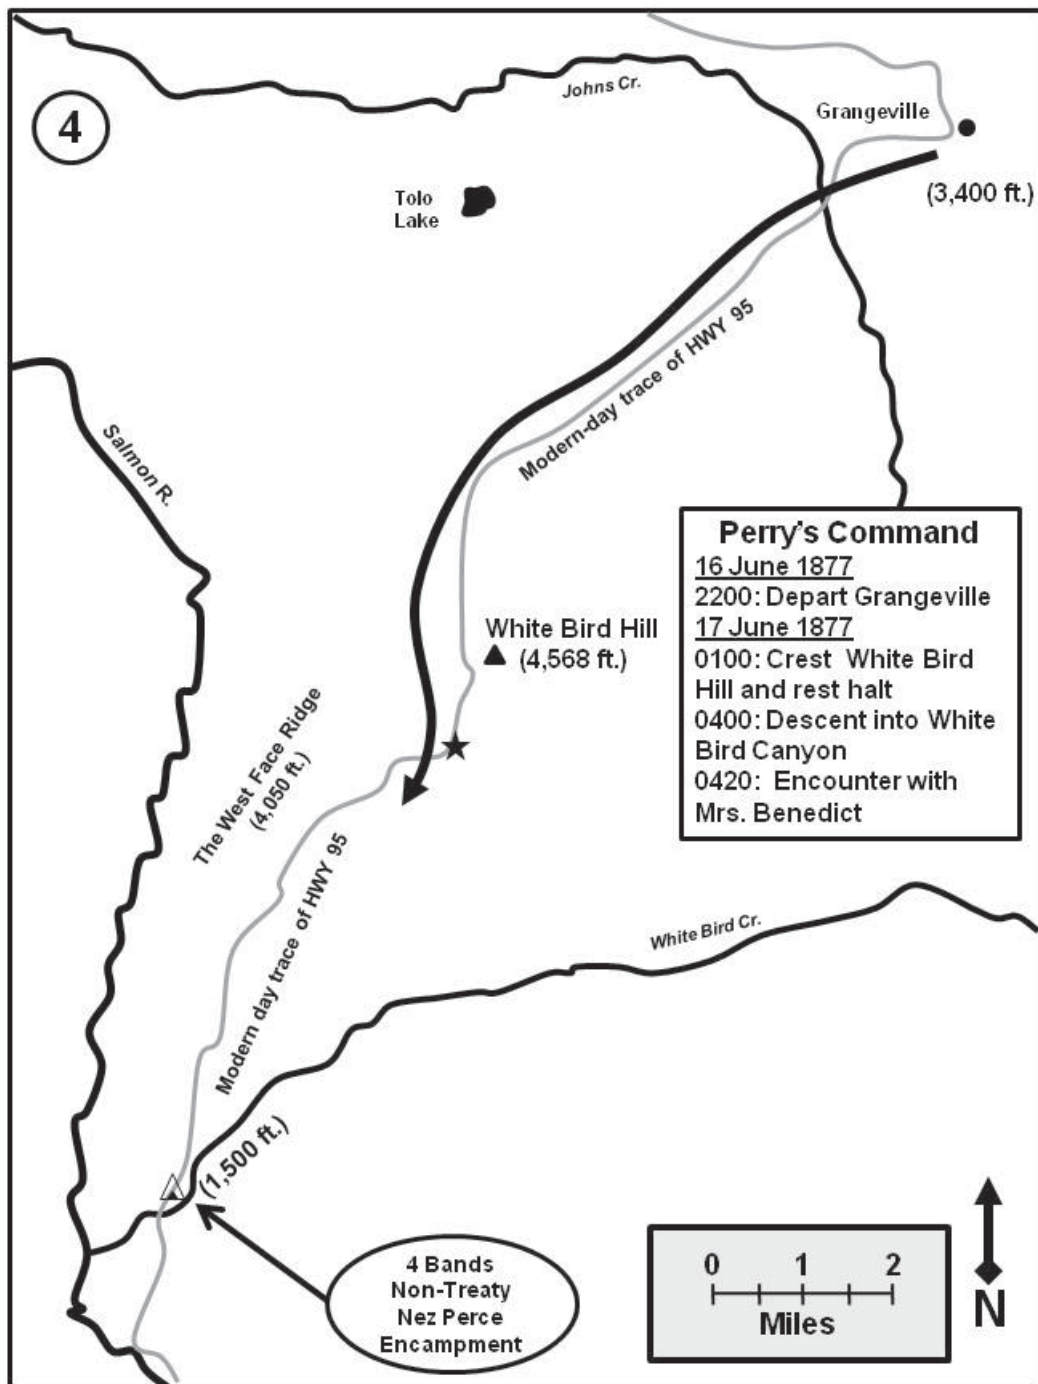 4
Johns Cr.
Grangeville
(3,400 ft.)
Tolo
Lake
Modern-day trace of HWY 95
Salmon R.
Perry's Command
16 June 1877
2200: Depart Grangeville
17 June 1877
0100: Crest White Bird
Hill and rest halt
0400: Descent into White
Bird Canyon
0420: Encounter with
Mrs. Benedict
White Bird Hill
(4,568 ft.)
The West Face Ridge
(4,050 ft.)
Modern day trace of HWY 95
White Bird Cr.
(1,500 ft.)
4 Bands
Non-Treaty
Nez Perce
Encampment
0 1 2
Miles
N